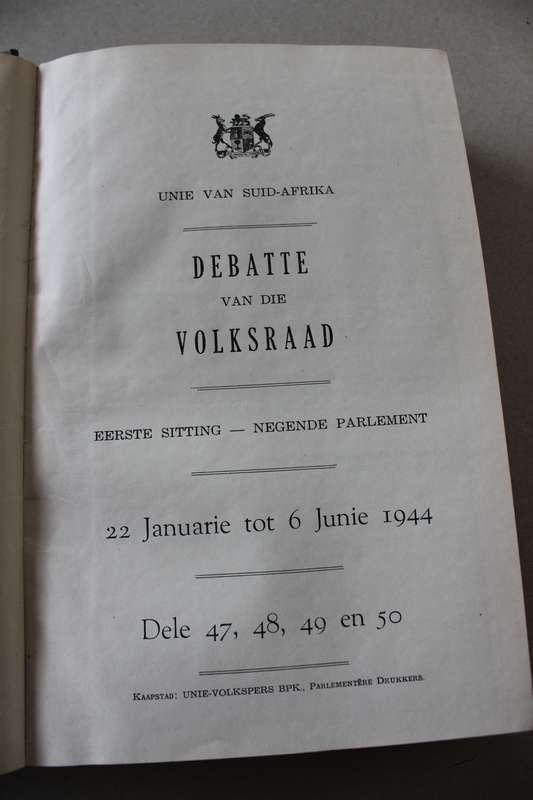 UNIE VAN SUID-AFRIKA
DEBATTE
VAN DIE
VOLKSRAAD
EERSTE SITTING — NEGENDE PARLEMENT
22 Januarie tot 6 Junie 1944
Dele 47, 48, 49 en 50
KAAPSTAD: UNIE-VOLKSPERS BPK., PARLEMENTÊRE DRUKKERS.